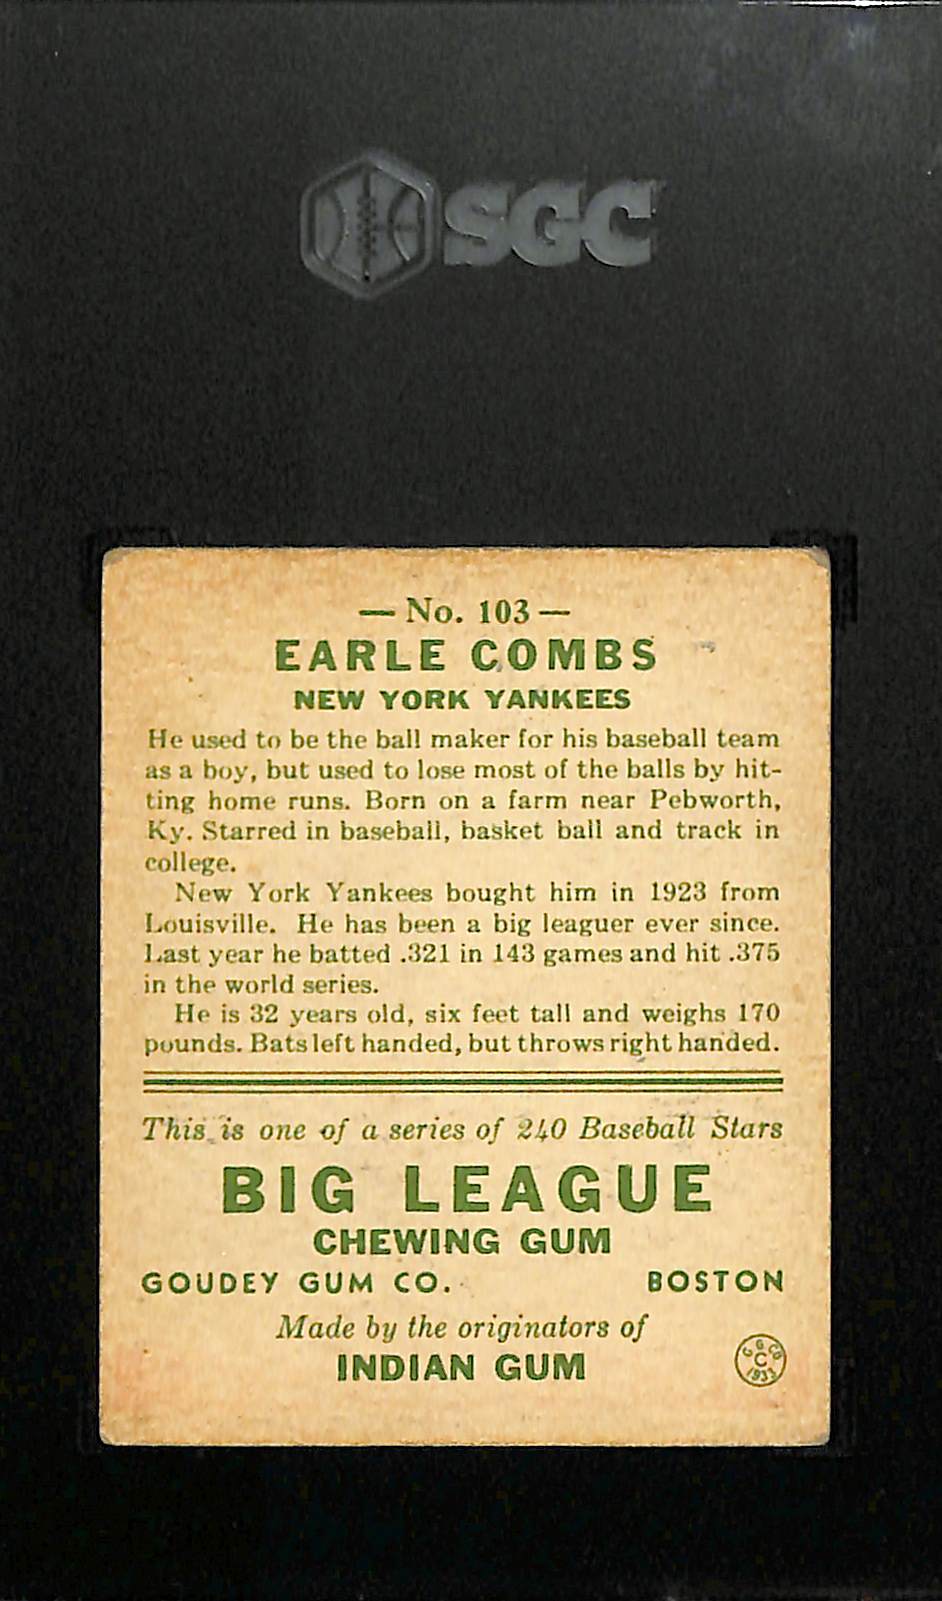 SGC
— No. 103 —
EARLE COMBS
NEW YORK YANKEES
He used to be the ball maker for his baseball team
as a boy, but used to lose most of the balls by hit-
ting home runs. Born on a farm near Pebworth,
Ky. Starred in baseball, basket ball and track in
college.
New York Yankees bought him in 1923 from
Louisville. He has been a big leaguer ever since.
Last year he batted .321 in 143 games and hit .375
in the world series.
He is 32 years old, six feet tall and weighs 170
pounds. Bats left handed, but throws right handed.
This is one of a series of 240 Baseball Stars
BIG LEAGUE
CHEWING GUM
GOUDEY GUM CO. BOSTON
Made by the originators of
INDIAN GUM
G. G. CO.
C
1933